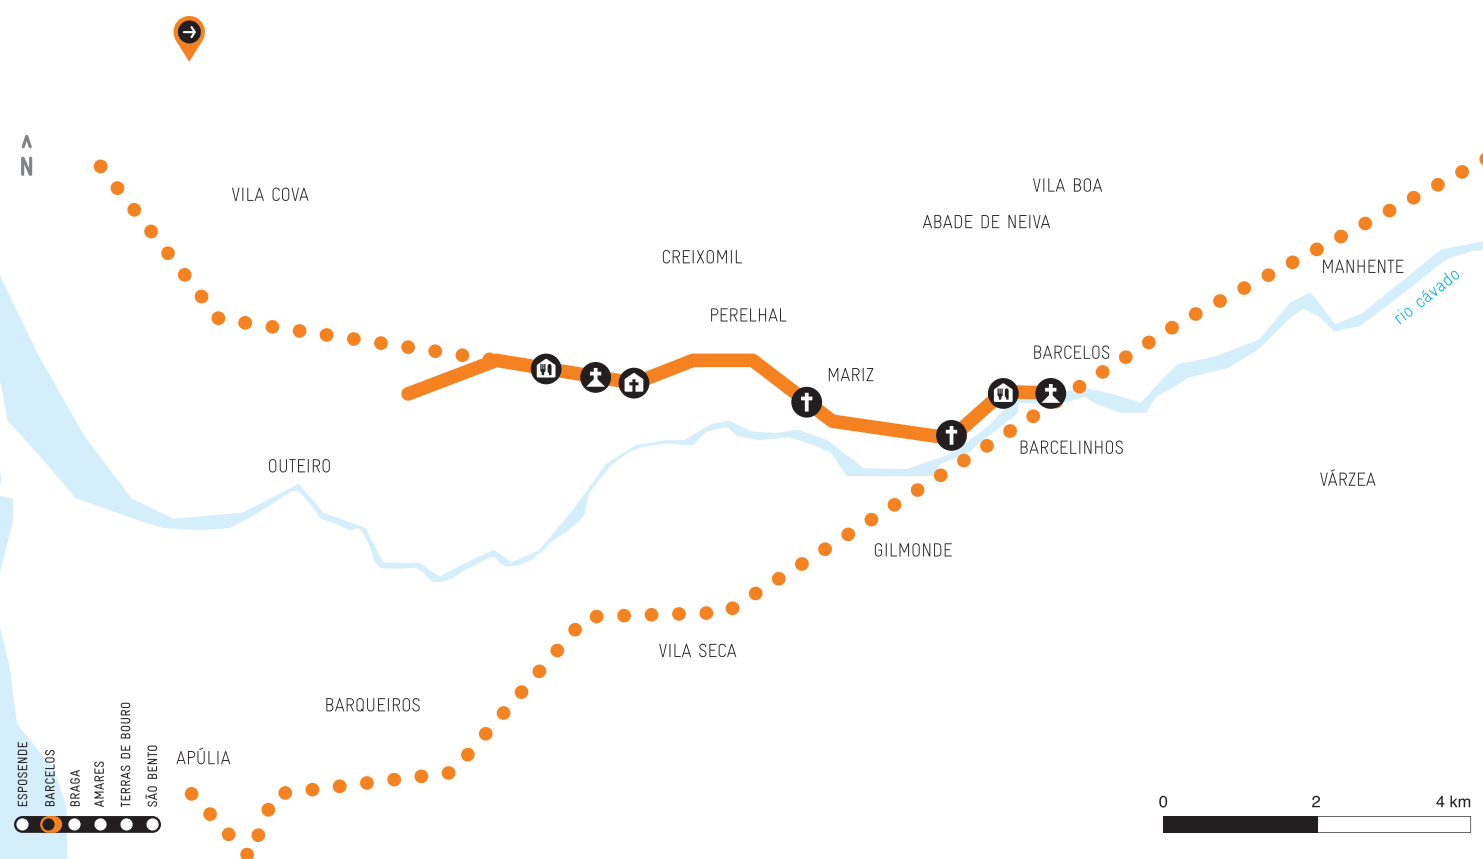 N
VILA COVA
VILA BOA
ABADE DE NEIVA
CREIXOMIL
MANHENTE
rio cávado
PERELHAL
BARCELOS
MARIZ
BARCELINHOS
OUTEIRO
VÁRZEA
GILMONDE
VILA SECA
BARQUEIROS
APÚLIA
ESPOSENDE
BARCELOS
BRAGA
AMARES
TERRAS DE BOURO
SÃO BENTO
0 2 4 km